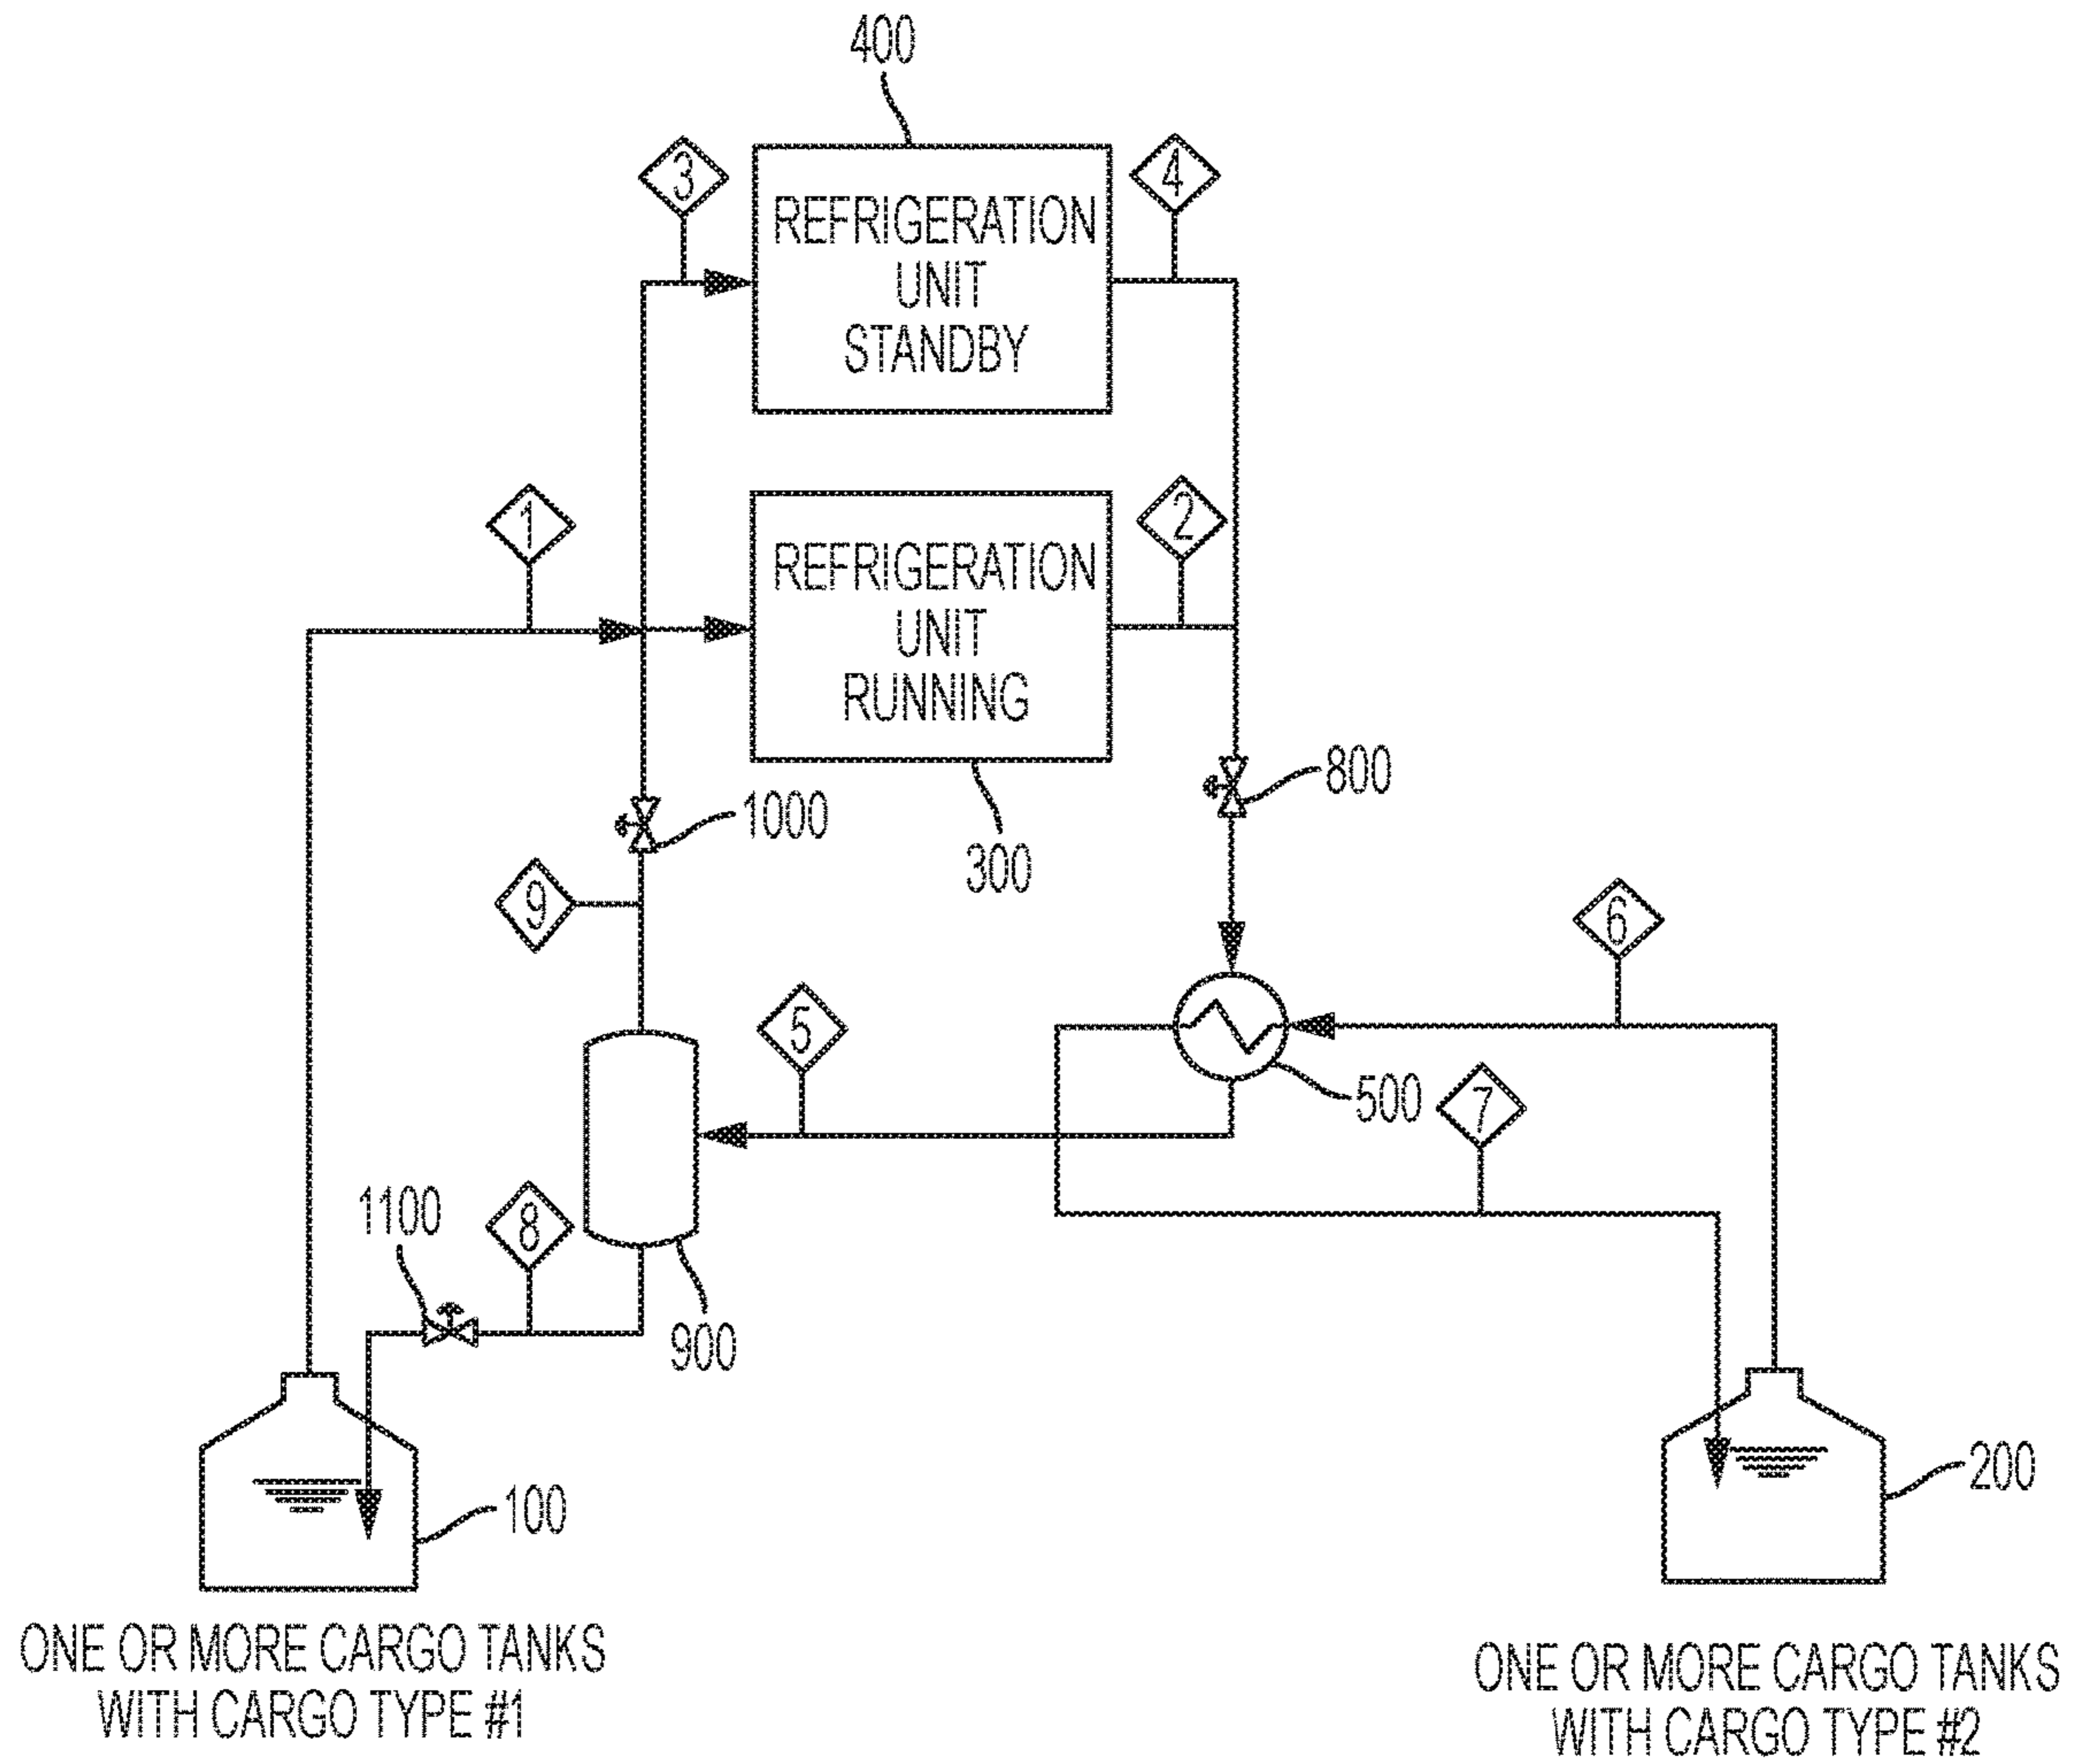 400
3
4
REFRIGERATION
UNIT
STANDBY
1
2
REFRIGERATION
UNIT
RUNNING
800
1000
300
9
6
5
500
7
1100
8
900
200
100
ONE OR MORE CARGO TANKS
WITH CARGO TYPE #1
ONE OR MORE CARGO TANKS
WITH CARGO TYPE #2